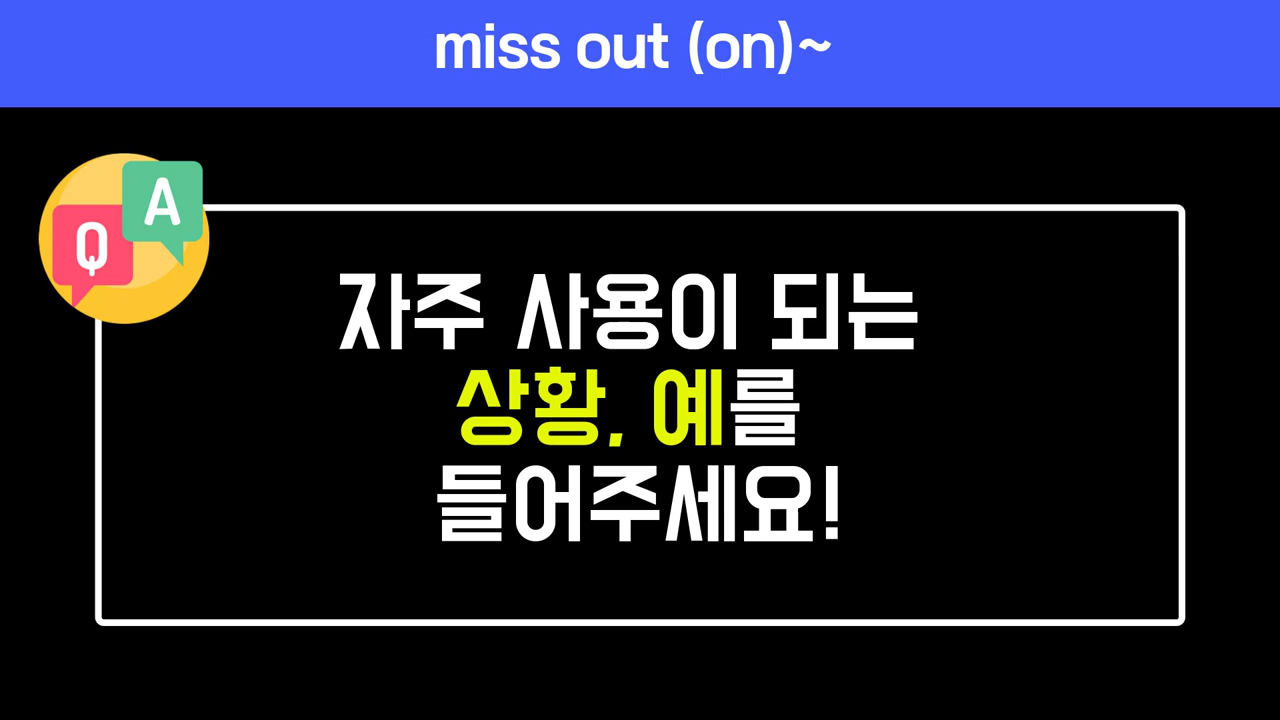 miss out (on)~
Q
A
자주 사용이 되는
상황, 예를
들어주세요!